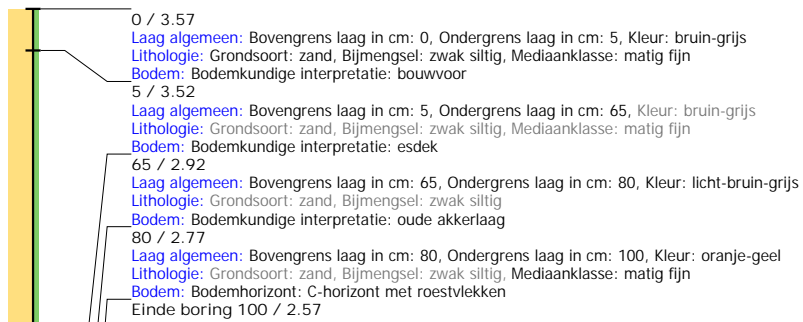 0 / 3.57
Laag algemeen: Bovengrens laag in cm: 0, Ondergrens laag in cm: 5, Kleur: bruin-grijs
Lithologie: Grondsoort: zand, Bijmengsel: zwak siltig, Mediaanklasse: matig fijn
Bodem: Bodemkundige interpretatie: bouwvoor
5 / 3.52
Laag algemeen: Bovengrens laag in cm: 5, Ondergrens laag in cm: 65, Kleur: bruin-grijs
Lithologie: Grondsoort: zand, Bijmengsel: zwak siltig, Mediaanklasse: matig fijn
Bodem: Bodemkundige interpretatie: esdek
65 / 2.92
Laag algemeen: Bovengrens laag in cm: 65, Ondergrens laag in cm: 80, Kleur: licht-bruin-grijs
Lithologie: Grondsoort: zand, Bijmengsel: zwak siltig
Bodem: Bodemkundige interpretatie: oude akkerlaag
80 / 2.77
Laag algemeen: Bovengrens laag in cm: 80, Ondergrens laag in cm: 100, Kleur: oranje-geel
Lithologie: Grondsoort: zand, Bijmengsel: zwak siltig, Mediaanklasse: matig fijn
Bodem: Bodemhorizont: C-horizont met roestvlekken
Einde boring 100 / 2.57